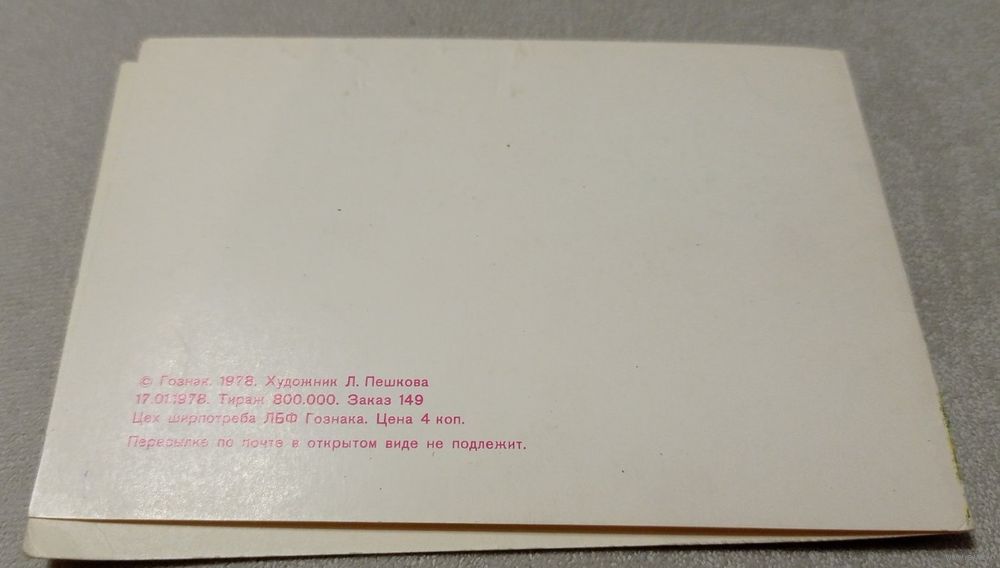 © Гознак. 1978. Художник Л. Пешкова
17.01.1978. Тираж 800.000. Заказ 149
Цех ширпотреба ЛБФ Гознака. Цена 4 коп.
Пересылке по почте в открытом виде не подлежит.